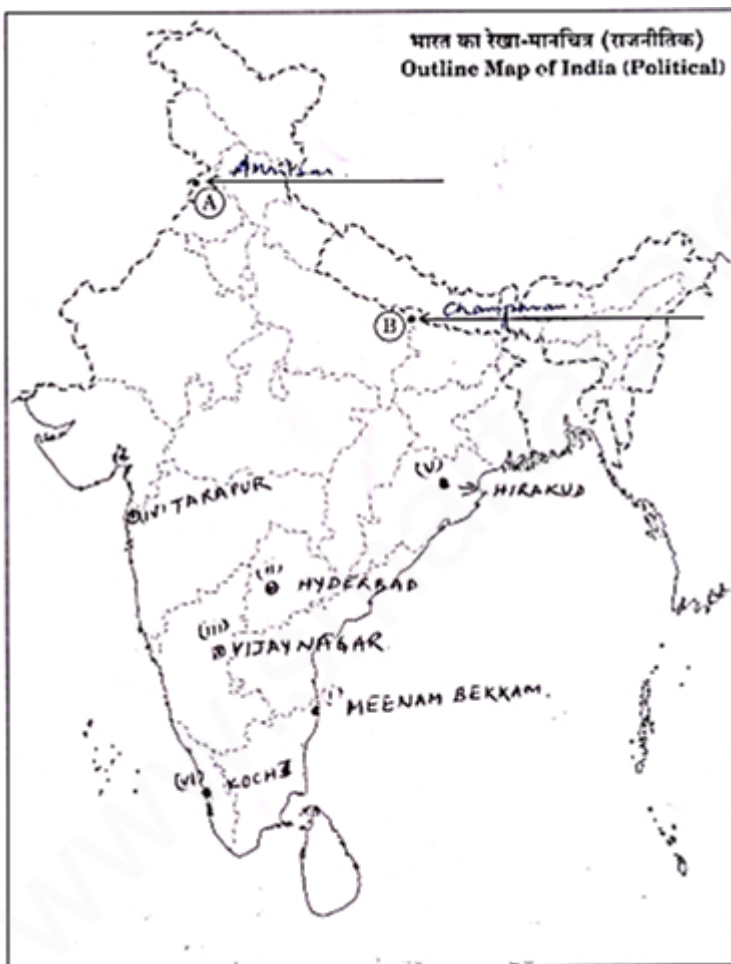 भारत का रेखा-मानचित्र (राजनीतिक)
Outline Map of India (Political)
Amritsar
A
Champaran
B
(V)
HIRAKUD
(IV) TARAPUR
(ii)
HYDERBAD
(iii)
VIJAYNAGAR
(i)
MEENAM BEKKAM.
(VI) KOCHI